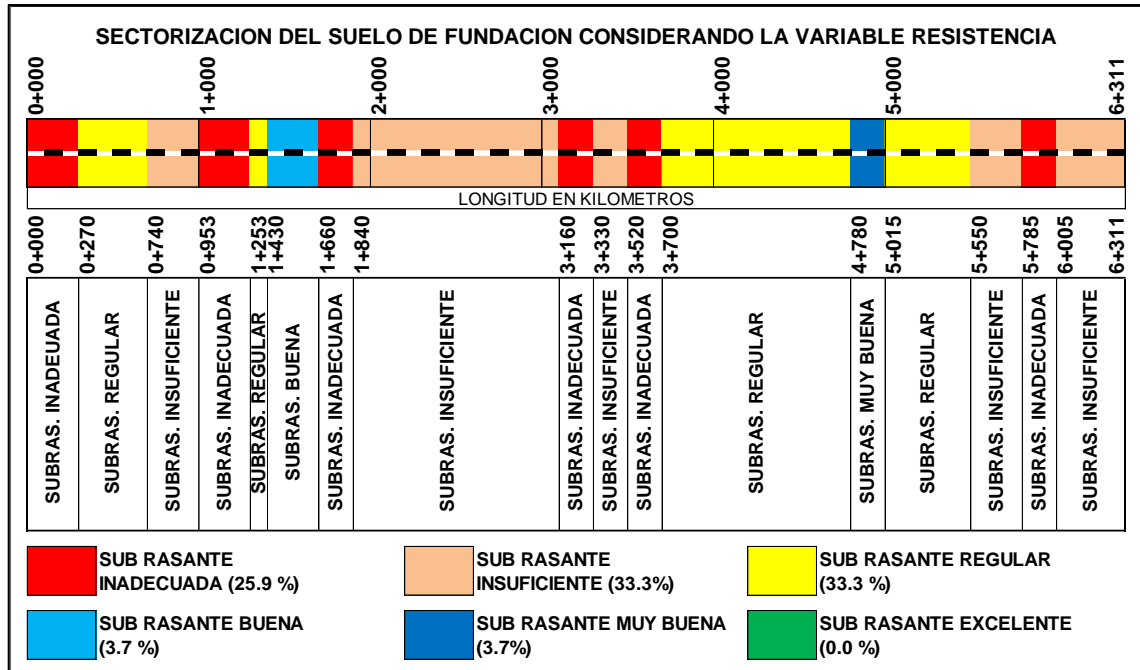 SECTORIZACION DEL SUELO DE FUNDACION CONSIDERANDO LA VARIABLE RESISTENCIA
0+000
1+000
2+000
3+000
4+000
5+000
6+311
LONGITUD EN KILOMETROS
0+000
0+270
0+740
0+953
1+253
1+430
1+660
1+840
3+160
3+330
3+520
3+700
4+780
5+015
5+550
5+785
6+005
6+311
SUBRAS. INADEUADA
SUBRAS. REGULAR
SUBRAS. INSUFICIENTE
SUBRAS. INADECUADA
SUBRAS. REGULAR
SUBRAS. BUENA
SUBRAS. INADECUADA
SUBRAS. INSUFICIENTE
SUBRAS. INADECUADA
SUBRAS. INSUFICIENTE
SUBRAS. INADECUADA
SUBRAS. REGULAR
SUBRAS. MUY BUENA
SUBRAS. REGULAR
SUBRAS. INSUFICIENTE
SUBRAS. INADECUADA
SUBRAS. INSUFICIENTE
SUB RASANTE
INADECUADA (25.9 %)
SUB RASANTE
INSUFICIENTE (33.3%)
SUB RASANTE REGULAR
(33.3 %)
SUB RASANTE BUENA
(3.7 %)
SUB RASANTE MUY BUENA
(3.7%)
SUB RASANTE EXCELENTE
(0.0 %)